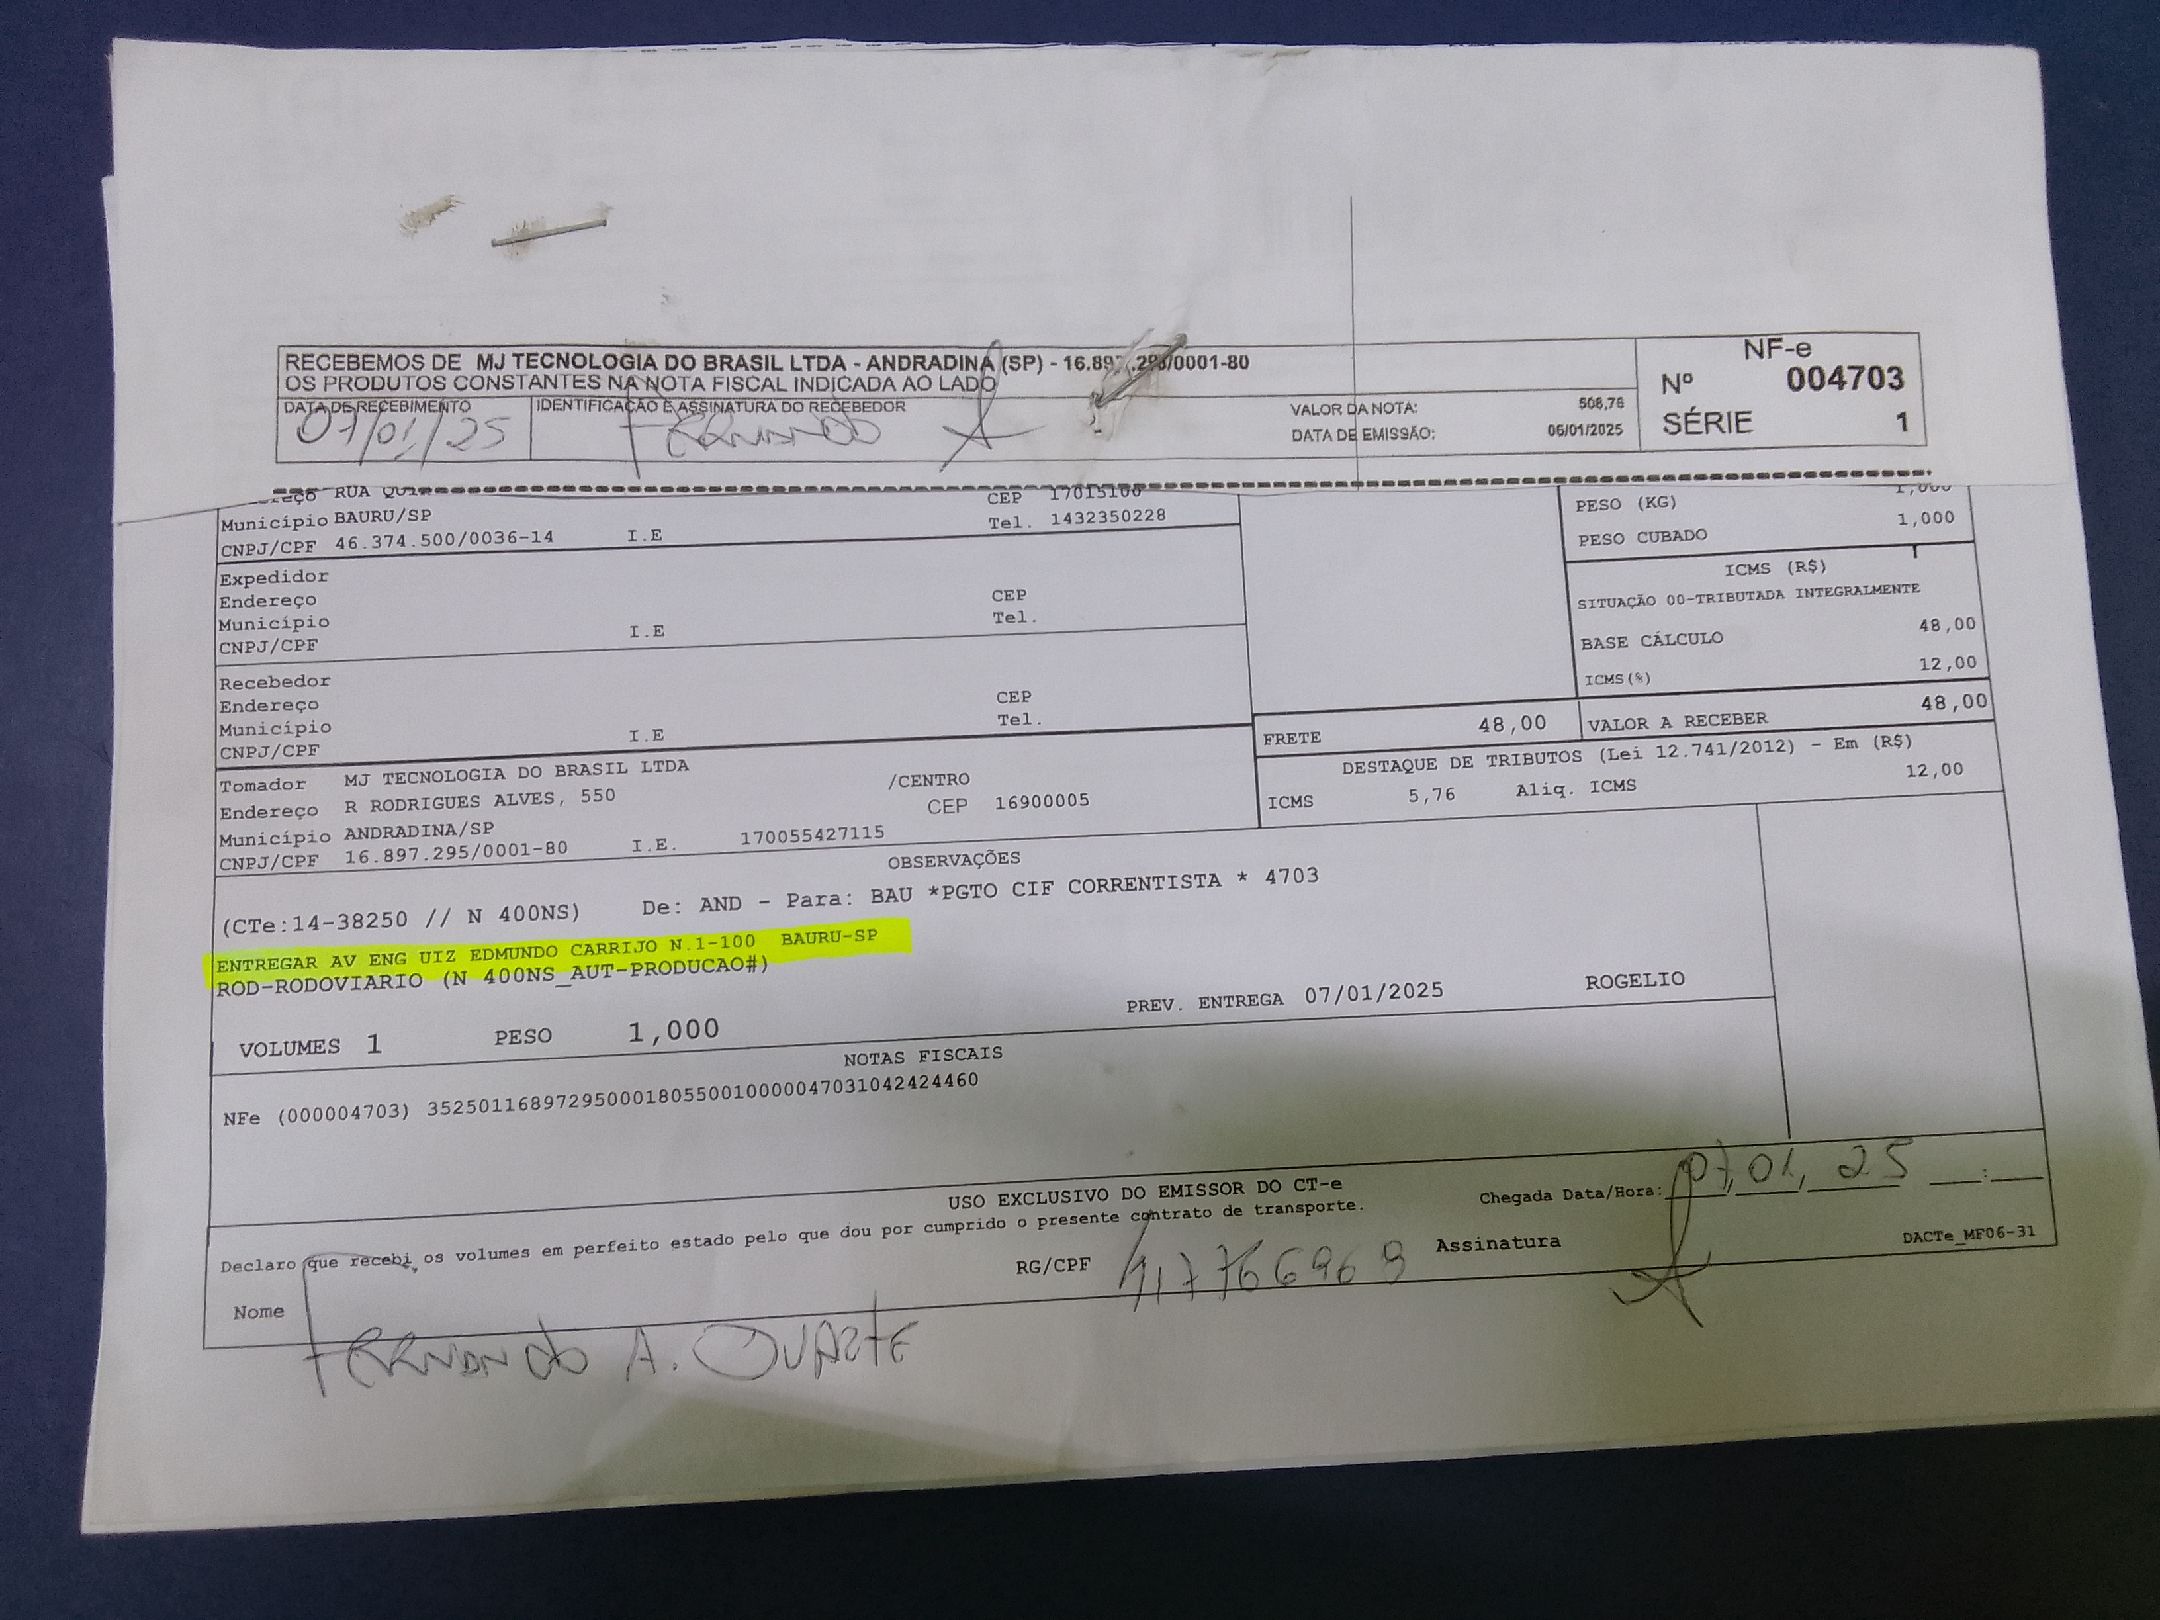 RECEBEMOS DE MJ TECNOLOGIA DO BRASIL LTDA - ANDRADINA (SP) - 16.897.295/0001-80
OS PRODUTOS CONSTANTES NA NOTA FISCAL INDICADA AO LADO
DATA DE RECEBIMENTO
07/01/25
IDENTIFICAÇÃO E ASSINATURA DO RECEBEDOR
FERNANDO
VALOR DA NOTA: 508,78
DATA DE EMISSÃO: 06/01/2025
NF-e
Nº 004703
SÉRIE 1
RUA
CEP 17015100
Município BAURU/SP
Tel. 1432350228
CNPJ/CPF 46.374.500/0036-14 I.E
PESO (KG) 1,000
PESO CUBADO 1,000
Expedidor
Endereço CEP
Município Tel.
CNPJ/CPF I.E
ICMS (R$)
SITUAÇÃO 00-TRIBUTADA INTEGRALMENTE
BASE CÁLCULO 48,00
ICMS(%) 12,00
Recebedor
Endereço CEP
Município Tel.
CNPJ/CPF I.E
FRETE 48,00 VALOR A RECEBER 48,00
DESTAQUE DE TRIBUTOS (Lei 12.741/2012) - Em (R$)
ICMS 5,76 Aliq. ICMS 12,00
Tomador MJ TECNOLOGIA DO BRASIL LTDA
Endereço R RODRIGUES ALVES, 550 /CENTRO
Município ANDRADINA/SP CEP 16900005
CNPJ/CPF 16.897.295/0001-80 I.E. 170055427115
OBSERVAÇÕES
(CTe:14-38250 // N 400NS) De: AND - Para: BAU *PGTO CIF CORRENTISTA * 4703
ENTREGAR AV ENG UIZ EDMUNDO CARRIJO N.1-100 BAURU-SP
ROD-RODOVIARIO (N 400NS_AUT-PRODUCAO#)
PREV. ENTREGA 07/01/2025 ROGELIO
VOLUMES 1 PESO 1,000
NOTAS FISCAIS
NFe (000004703) 35250116897295000180550010000047031042424460
USO EXCLUSIVO DO EMISSOR DO CT-e
Chegada Data/Hora: 07/01/25 __:__
Declaro que recebi os volumes em perfeito estado pelo que dou por cumprido o presente contrato de transporte.
DACTe_MF06-31
Nome FERNANDO A. DUARTE
RG/CPF 417766969
Assinatura